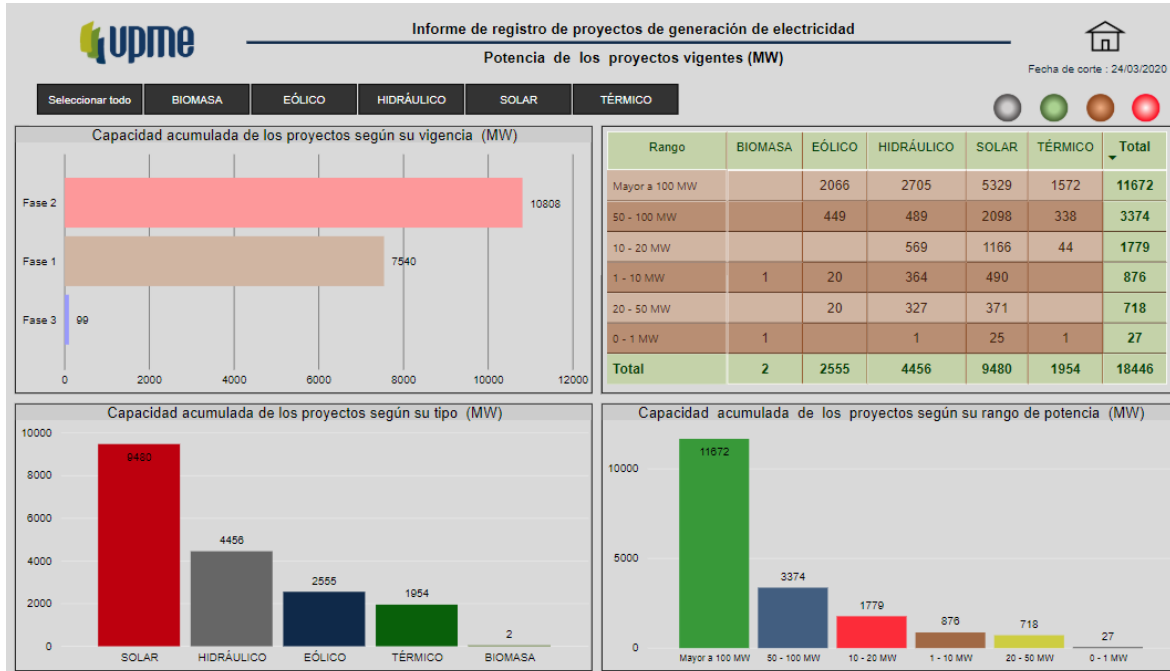 upme
Informe de registro de proyectos de generación de electricidad
Potencia de los proyectos vigentes (MW)
Fecha de corte : 24/03/2020
Seleccionar todo BIOMASA EÓLICO HIDRÁULICO SOLAR TÉRMICO
Capacidad acumulada de los proyectos según su vigencia (MW)
Fase 2 10808
Fase 1 7540
Fase 3 99
0 2000 4000 6000 8000 10000 12000
Rango BIOMASA EÓLICO HIDRÁULICO SOLAR TÉRMICO Total
Mayor a 100 MW 2066 2705 5329 1572 11672
50 - 100 MW 449 489 2098 338 3374
10 - 20 MW 569 1166 44 1779
1 - 10 MW 1 20 364 490 876
20 - 50 MW 20 327 371 718
0 - 1 MW 1 1 25 1 27
Total 2 2555 4456 9480 1954 18446
Capacidad acumulada de los proyectos según su tipo (MW)
10000
8000
6000
4000
2000
0
9480
4456
2555
1954
2
SOLAR HIDRÁULICO EÓLICO TÉRMICO BIOMASA
Capacidad acumulada de los proyectos según su rango de potencia (MW)
10000
5000
0
11672
3374
1779
876
718
27
Mayor a 100 MW 50 - 100 MW 10 - 20 MW 1 - 10 MW 20 - 50 MW 0 - 1 MW